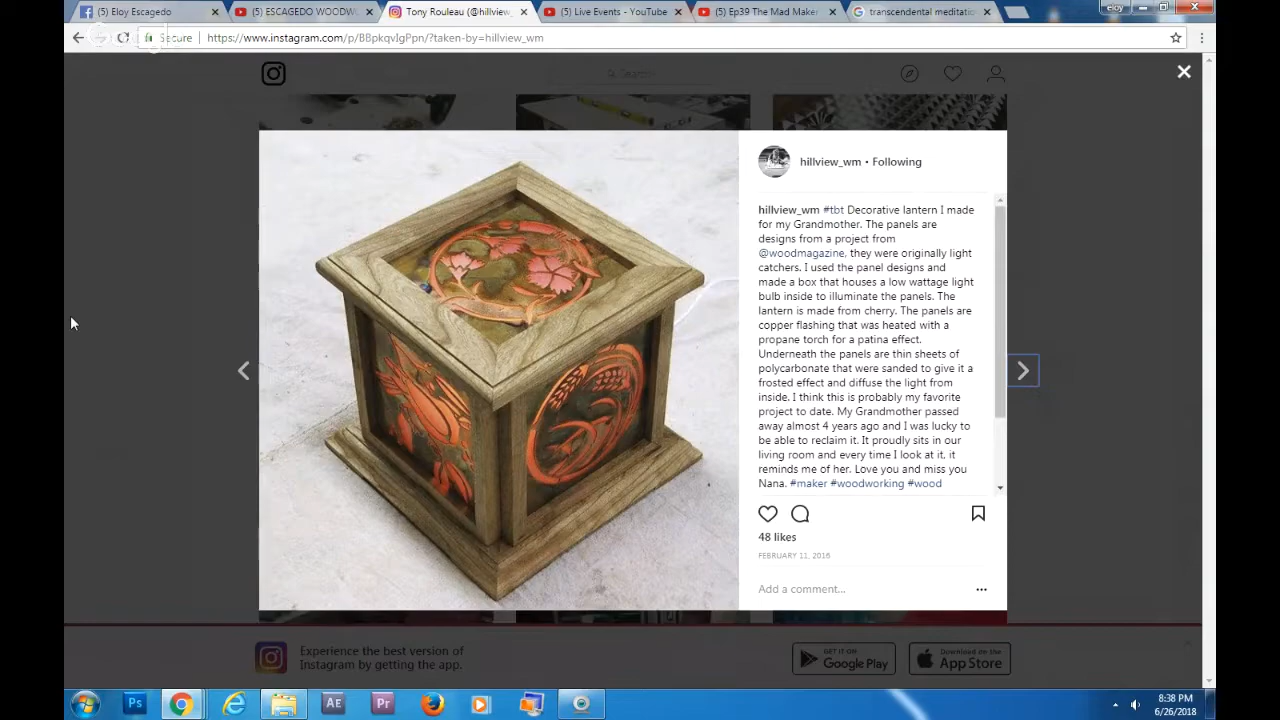 (5) Eloy Escagedo
(5) ESCAGEDO WOODW
Tony Rouleau (@hillview_
(5) Live Events - YouTube
(5) Ep39 The Mad Maker
transcendental meditatio
eloy
Secure
https://www.instagram.com/p/BBpkqvIgPpn/?taken-by=hillview_wm
Search
hillview_wm • Following
hillview_wm #tbt Decorative lantern I made
for my Grandmother. The panels are
designs from a project from
@woodmagazine, they were originally light
catchers. I used the panel designs and
made a box that houses a low wattage light
bulb inside to illuminate the panels. The
lantern is made from cherry. The panels are
copper flashing that was heated with a
propane torch for a patina effect.
Underneath the panels are thin sheets of
polycarbonate that were sanded to give it a
frosted effect and diffuse the light from
inside. I think this is probably my favorite
project to date. My Grandmother passed
away almost 4 years ago and I was lucky to
be able to reclaim it. It proudly sits in our
living room and every time I look at it, it
reminds me of her. Love you and miss you
Nana. #maker #woodworking #wood
48 likes
FEBRUARY 11, 2016
Add a comment...
Experience the best version of
Instagram by getting the app.
GET IT ON
Google Play
Download on the
App Store
Ps
AE
Pr
8:38 PM
6/26/2018